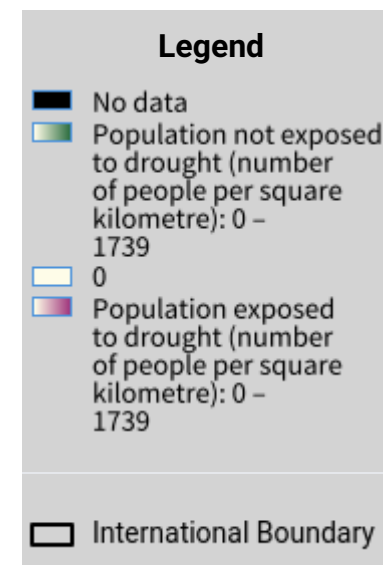 Legend
No data
Population not exposed
to drought (number
of people per square
kilometre): 0 –
1739
0
Population exposed
to drought (number
of people per square
kilometre): 0 –
1739
International Boundary